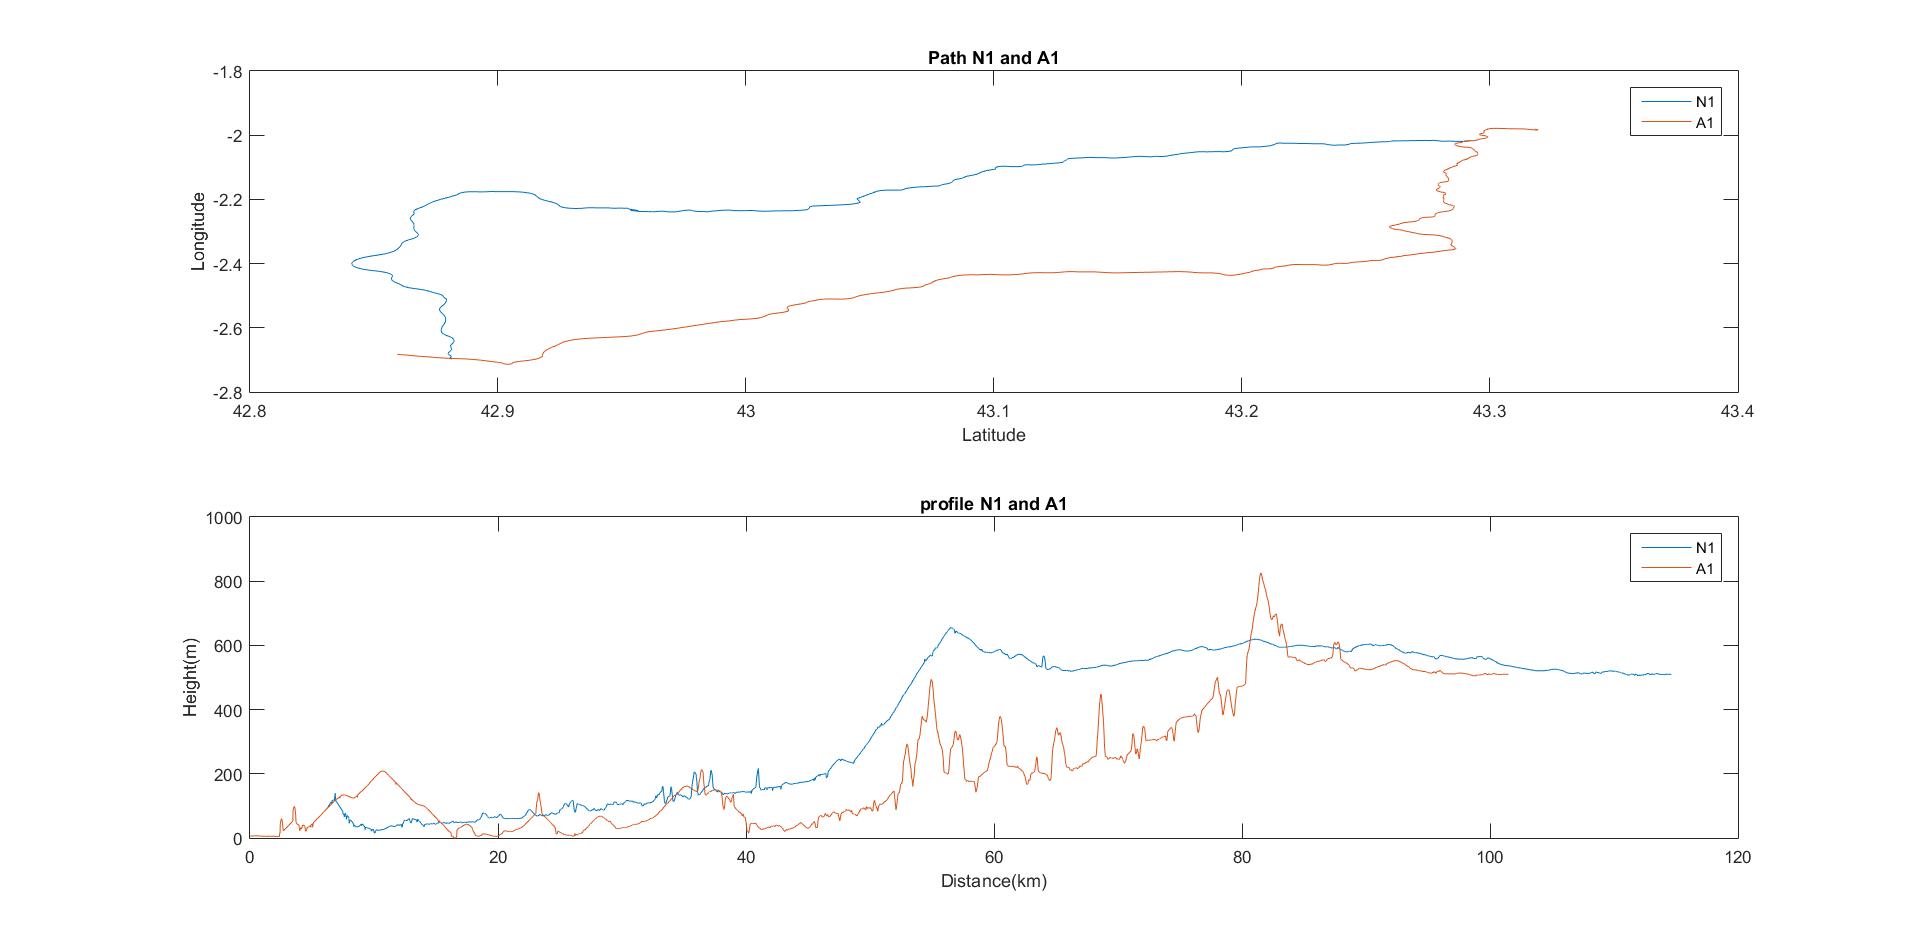 Path N1 and A1
-1.8
-2
-2.2
-2.4
-2.6
-2.8
Longitude
N1
A1
42.8 42.9 43 43.1 43.2 43.3 43.4
Latitude
profile N1 and A1
1000
800
600
400
200
0
Height(m)
N1
A1
0 20 40 60 80 100 120
Distance(km)